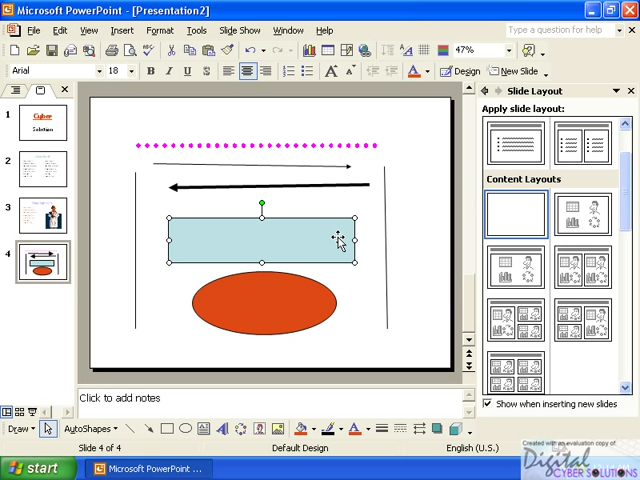 Microsoft PowerPoint - [Presentation2]
File Edit View Insert Format Tools Slide Show Window Help
Type a question for help
47%
Arial 18 B I U S A A A Design New Slide
Slide Layout
Apply slide layout:
Content Layouts
1
Cyber
Solution
2
3
4
Click to add notes
Show when inserting new slides
Draw AutoShapes A A
Slide 4 of 4 Default Design English (U.S.)
Created with an evaluation copy of
Digital
CYBER SOLUTIONS
start Microsoft PowerPoint ...